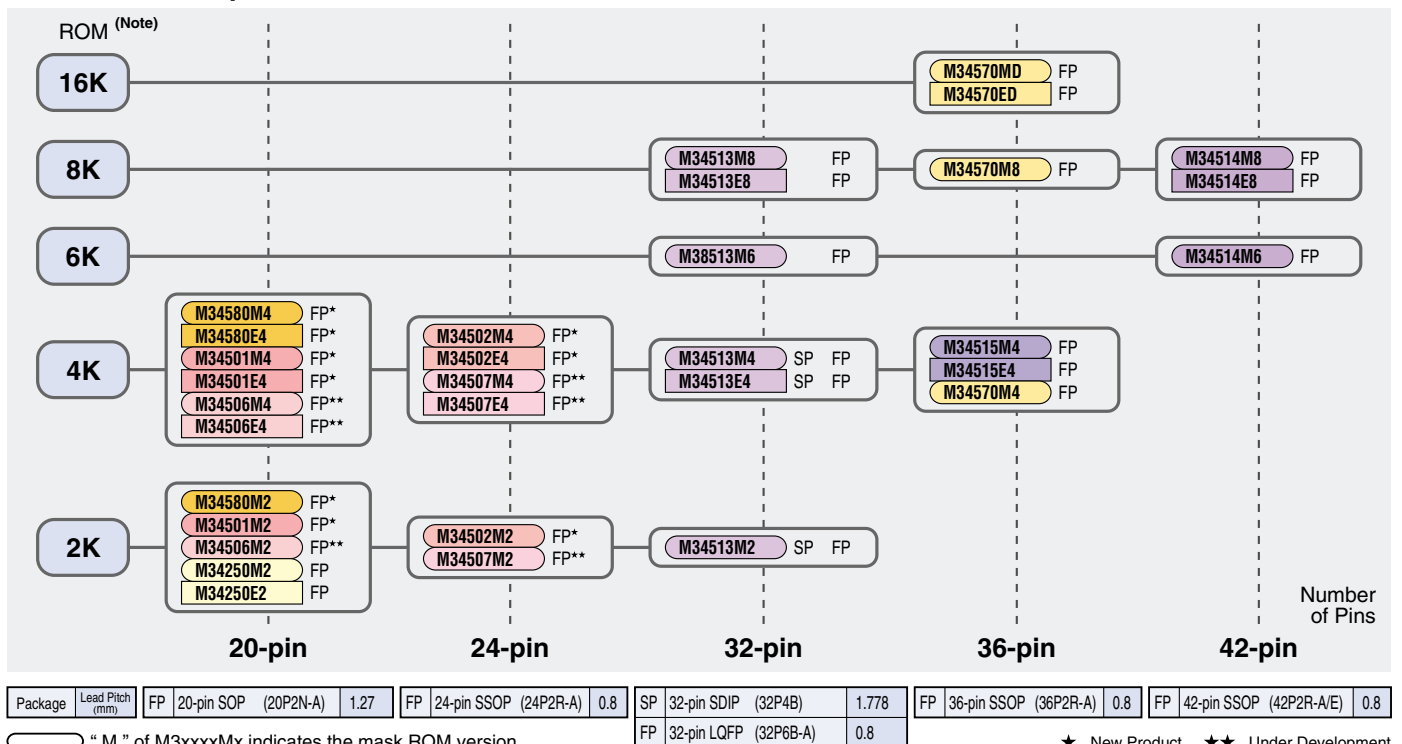 ROM (Note)
16K
M34570MD FP
M34570ED FP
8K
M34513M8 FP
M34513E8 FP
M34570M8 FP
M34514M8 FP
M34514E8 FP
6K
M38513M6 FP
M34514M6 FP
4K
M34580M4 FP★
M34580E4 FP★
M34501M4 FP★
M34501E4 FP★
M34506M4 FP★★
M34506E4 FP★★
M34502M4 FP★
M34502E4 FP★
M34507M4 FP★★
M34507E4 FP★★
M34513M4 SP FP
M34513E4 SP FP
M34515M4 FP
M34515E4 FP
M34570M4 FP
2K
M34580M2 FP★
M34501M2 FP★
M34506M2 FP★★
M34250M2 FP
M34250E2 FP
M34502M2 FP★
M34507M2 FP★★
M34513M2 SP FP
Number
of Pins
20-pin 24-pin 32-pin 36-pin 42-pin
Package Lead Pitch (mm)
FP 20-pin SOP (20P2N-A) 1.27
FP 24-pin SSOP (24P2R-A) 0.8
SP 32-pin SDIP (32P4B) 1.778
FP 32-pin LQFP (32P6B-A) 0.8
FP 36-pin SSOP (36P2R-A) 0.8
FP 42-pin SSOP (42P2R-A/E) 0.8
" M " of M3xxxxMx indicates the mask ROM version
★ New Product ★★ Under Development